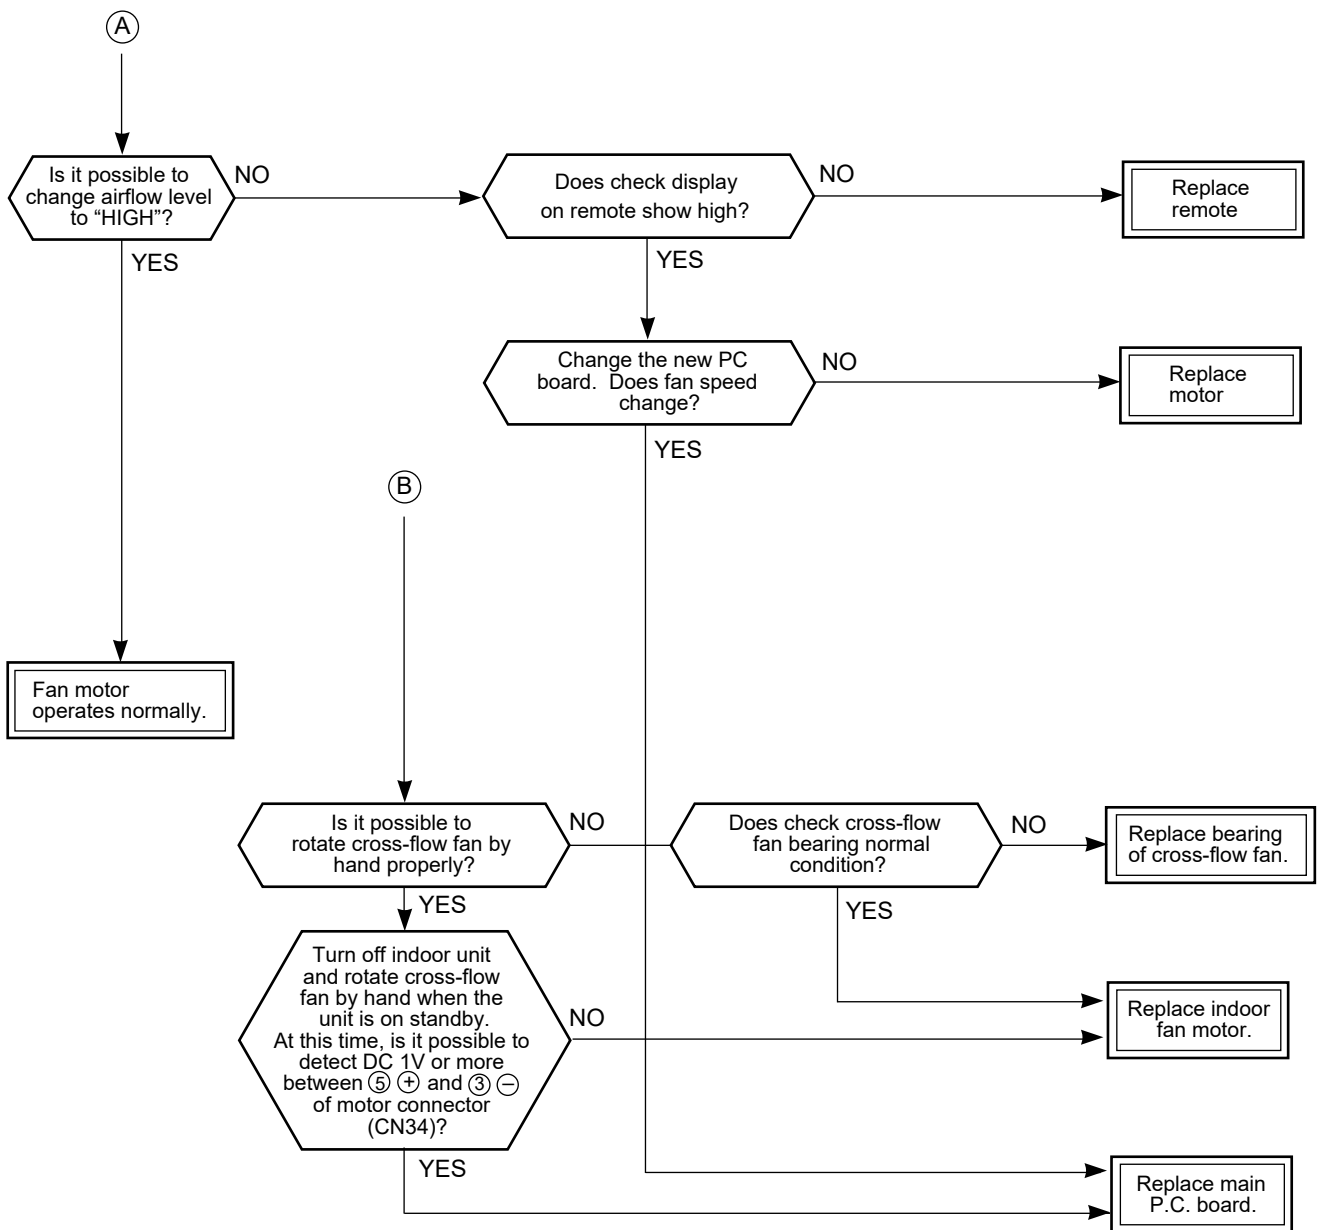 A
Is it possible to
change airflow level
to “HIGH”?
NO
YES
Does check display
on remote show high?
NO
YES
Replace
remote
Change the new PC
board.  Does fan speed
change?
NO
YES
Replace
motor
B
Fan motor
operates normally.
Is it possible to
rotate cross-flow fan by
hand properly?
NO
YES
Does check cross-flow
fan bearing normal
condition?
NO
YES
Replace bearing
of cross-flow fan.
Turn off indoor unit
and rotate cross-flow
fan by hand when the
unit is on standby.
At this time, is it possible to
detect DC 1V or more
between ⑤ ⊕ and ③ ⊖
of motor connector
(CN34)?
NO
YES
Replace indoor
fan motor.
Replace main
P.C. board.